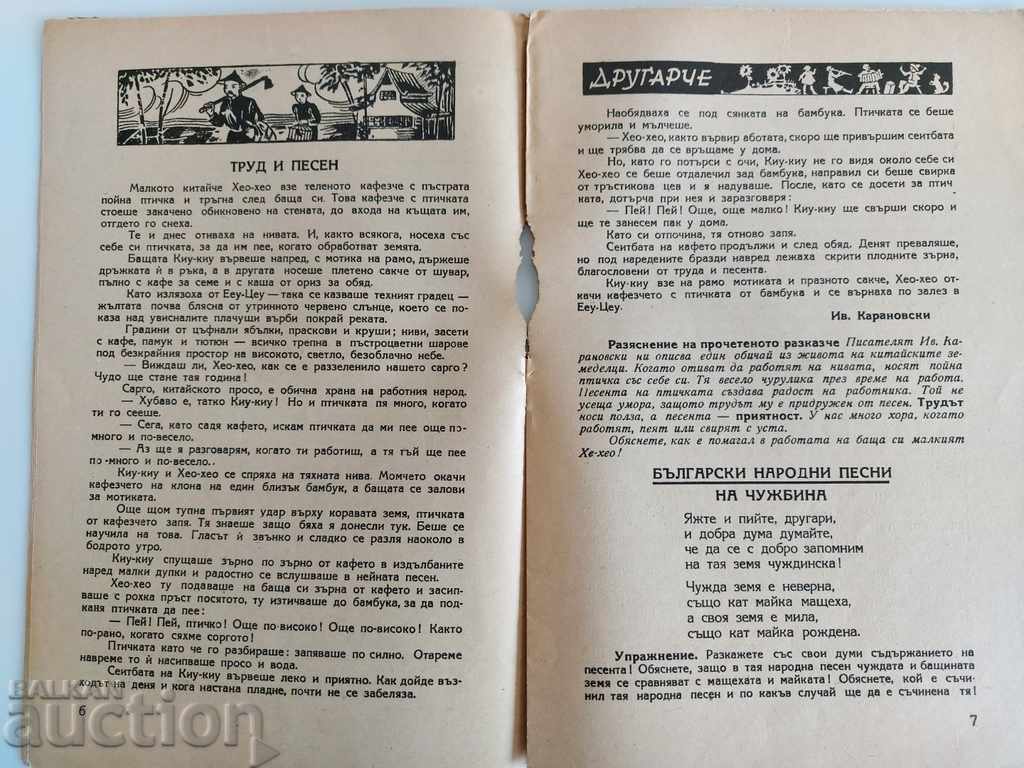 ТРУД И ПЕСЕН
Малкото китайче Хео-хео взе теленото кафезче с пъстрата
пойна птичка и тръгна след баща си. Това кафезче с птичката
стоеше закачено обикновено на стената, до ахода на къщата им,
отдето го снеха.
Те и днес отиваха на нивата. И, както всякога, носеха със
себе си птичката, за да им пее, когато обработват земята.
Бащата Киу-киу вървеше напред, с мотика на рамо, държеше
дръжката ѝ в ръка, а в другата носеше плетено сакче от шувар,
пълно с кафе за семе и с каша от ориз за обяд.
Като излязоха от Ееу-Цеу — така се казваше техният градец —
жълтата почва блясна от утринното червено слънце, което се по-
каза над увисналите плачущи върби покрай реката.
Градини от цъфнали ябълки, праскови и круши; ниви, засети
с кафе, памук и тютюн — всичко трепна в пъстроцветни шарове
под безкрайния простор на високото, светло, безоблачно небе.
— Виждаш ли, Хео-хео, как се е раззеленило нашето сарго?
Чудо ще стане тая година!
Сарго, китайското просо, е обична храна на работния народ.
— Хубаво е, татко Киу-киу! Но и птичката пя много, когато
ти го сееше.
— Сега, като садя кафето, искам птичката да ми пее още по-
много и по-весело.
— Аз ще я разговарям, когато ти работиш, а тя гъй ще пее
по-много и по-весело..
Киу-киу и Хео-хео се спряха на тяхната нива. Момчето окачи
кафезчето на клона на един близък бамбук, а бащата се залови
за мотиката.
Още щом тупна първият удар върху коравата земя, птичката
от кафезчето запя. Тя знаеше защо бяха я донесли тук. Беше се
научила на това. Гласът ѝ звънко и сладко се разля наоколо в
бодрото утро.
Киу-киу спущаше зърно по зърно от кафето в издълбаните
наред малки дупки и радостно се вслушваше в нейната песен.
Хео-хео ту подаваше на баща си зърна от кафето и засип-
ваше с рохка пръст посятото, ту изтичваше до бамбука, за да под-
каня птичката да пее:
— Пей! Пей, птичко! Още по-високо! Още по-високо! Както
по-рано, когато сяхме соргото!
Птичката като че го разбираше: запяваше по силно. Отвреме
навреме то ѝ насипваше просо и вода.
Сеитбата на Киу-киу вървеше леко и приятно. Как дойде въз-
ходът на деня и кога настана пладне, почти не се забеляза.
6
ДРУГАРЧЕ
Наобядваха се под сянката на бамбука. Птичката се беше
уморила и мълчеше.
— Хео-хео, както вървир аботата, скоро ще привършим сеитбата
и ще трябва да се връщаме у дома.
Но, като го потърси с очи, Киу-киу не го видя около себе си
Хео-хео се беше отдалечил зад бамбука, направил си беше свирка
от тръстикова цев и я надуваше. После, като се досети за птич
ката, дотърча при нея и заразговаря:
— Пей! Пей! Още, още малко! Киу-киу ще свърши скоро и
ще те занесем пак у дома.
Като си отпочина, тя отново запя.
Сеитбата на кафето продължи и след обяд. Денят преваляше,
но под наредените бразди навред лежаха скрити плодните зърна,
благословени от труда и песента.
Киу-киу взе на рамо мотиката и празното сакче, Хео-хео от-
качи кафезчето с птичката от бамбука и се върнаха по залез в
Ееу-Цеу.
Ив. Карановски
Разяснение на прочетеното разказче Писателят Ив. Ка-
рановски ни описва един обичай из живота на китайските зе-
меделци. Когато отиват да работят на нивата, носят пойна
птичка със себе си. Тя весело чурулика през време на работа.
Песента на птичката създава радост на работника. Той не
усеща умора, защото трудът му е придружен от песен. Трудът
носи полза, а песента — приятност. У нас много хора, когато
работят, пеят или свирят с уста.
Обяснете, как е помагал в работата на баща си малкият
Хе-хео!
БЪЛГАРСКИ НАРОДНИ ПЕСНИ
НА ЧУЖБИНА
Яжте и пийте, другари,
и добра дума думайте,
че да се с добро запомним
на тая земя чуждинска!
Чужда земя е неверна,
също кат майка мащеха,
а своя земя е мила,
също кат майка рождена.
Упражнение. Разкажете със свои думи съдържанието на
песента! Обяснете, защо в тая народна песен чуждата и бащината
земя се сравняват с мащехата и майката! Обяснете, кой е съчи-
нил тая народна песен и по какъв случай ще да е съчинена тя!
7
BALKAN
auction